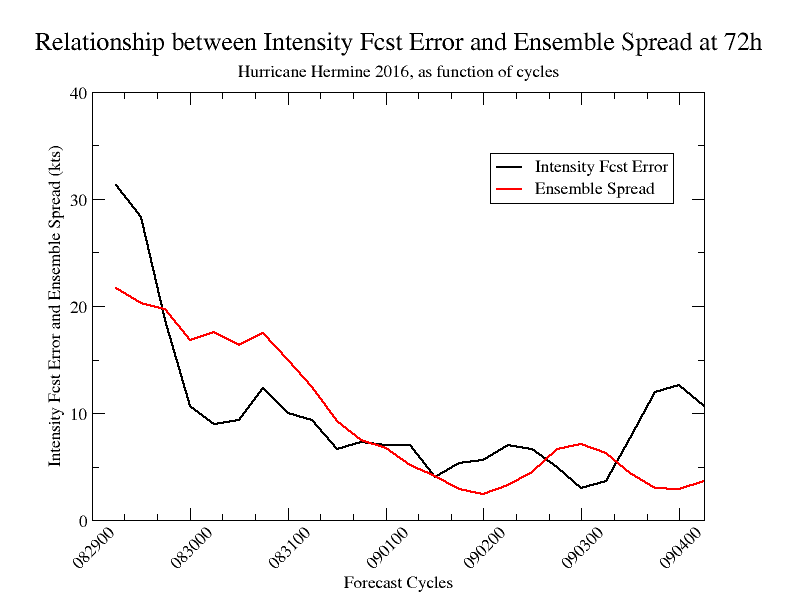 Relationship between Intensity Fcst Error and Ensemble Spread at 72h
Hurricane Hermine 2016, as function of cycles
Intensity Fcst Error and Ensemble Spread (kts)
40
30
20
10
0
Intensity Fcst Error
Ensemble Spread
082900
083000
083100
090100
090200
090300
090400
Forecast Cycles